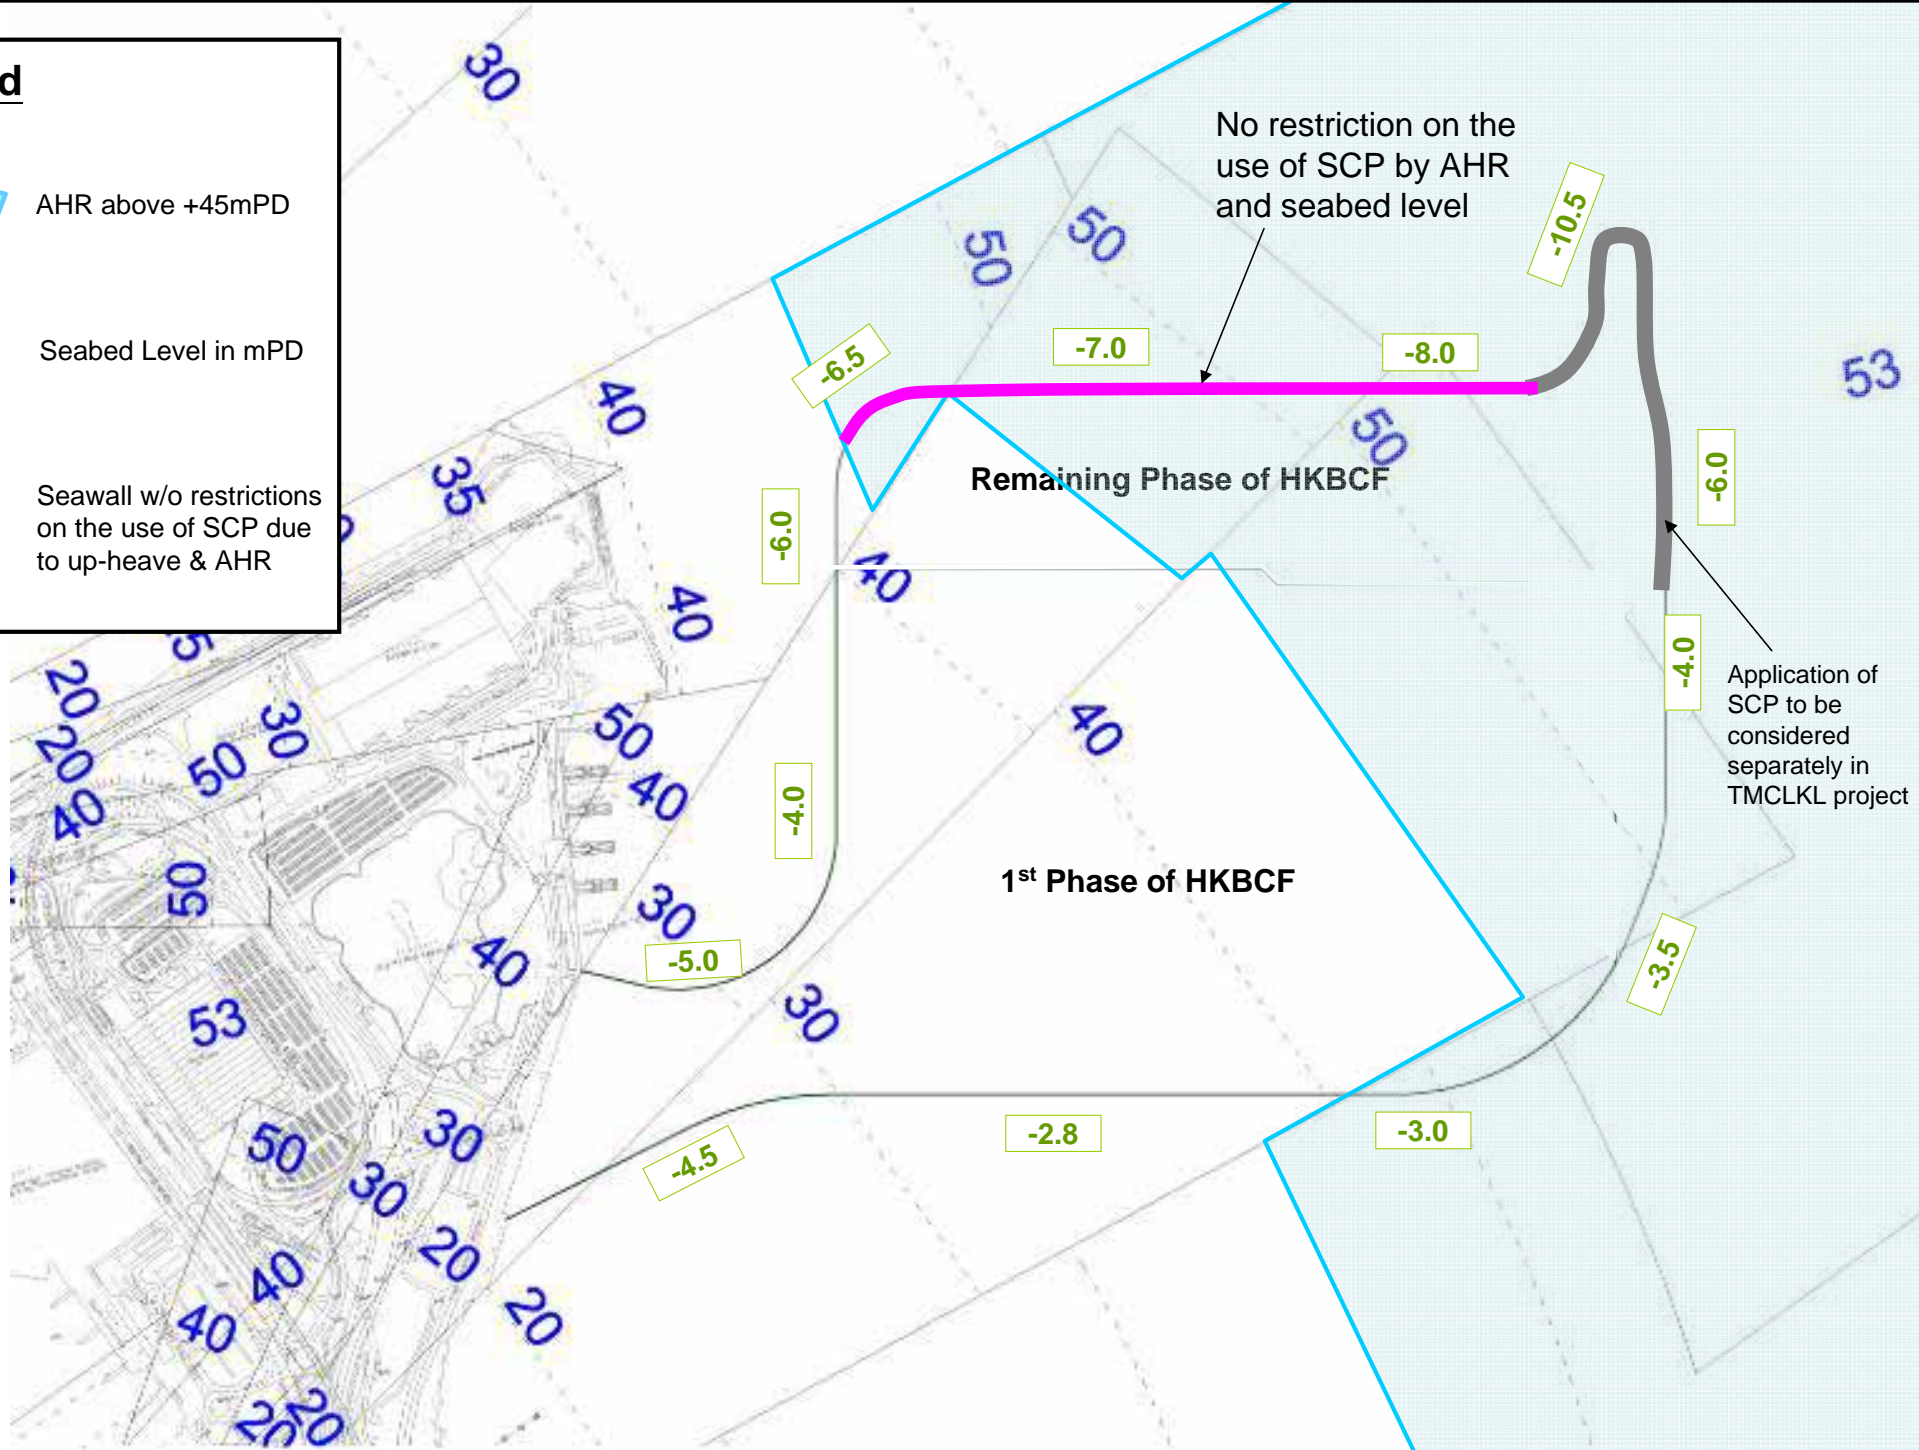 d
AHR above +45mPD
Seabed Level in mPD
Seawall w/o restrictions
on the use of SCP due
to up-heave & AHR
30
No restriction on the
use of SCP by AHR
and seabed level
-10.5
50
50
-7.0
-8.0
-6.5
53
40
50
35
Remaining Phase of HKBCF
-6.0
-6.0
40
40
-4.0
Application of
SCP to be
considered
separately in
TMCLKL project
20
30
50
40
20
50
40
40
-4.0
1st Phase of HKBCF
50
30
40
-5.0
-3.5
53
30
50
30
-4.5
-2.8
-3.0
30
20
40
20
40
20
20